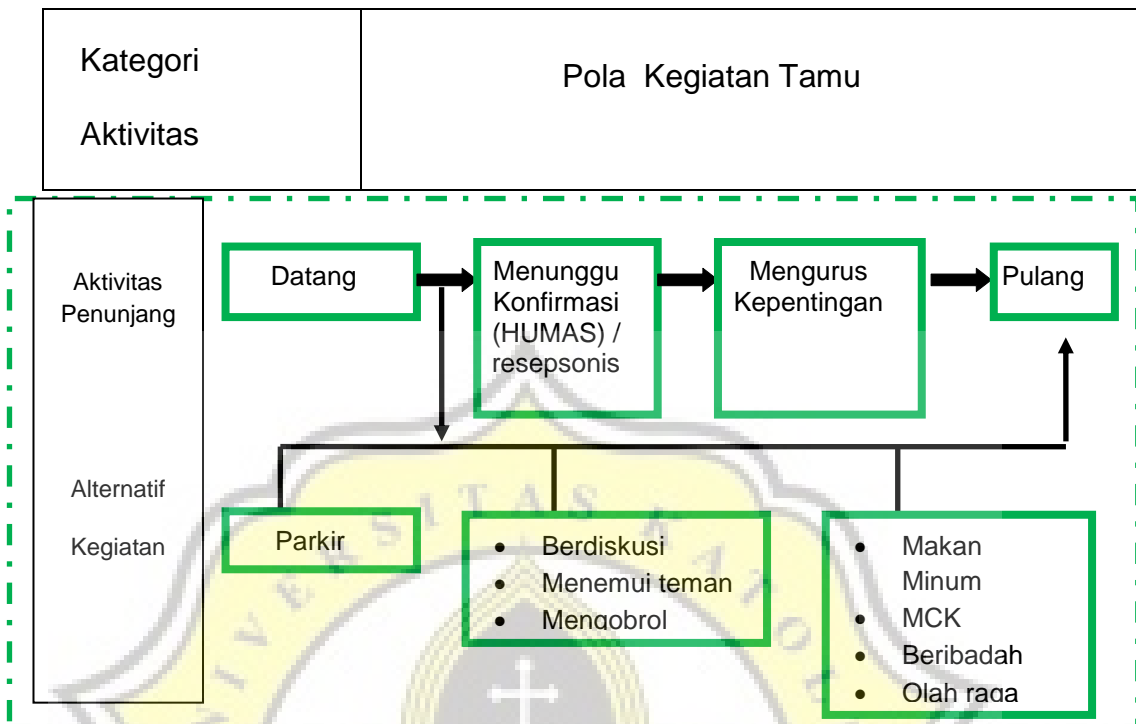 Kategori
Aktivitas
Pola Kegiatan Tamu
Aktivitas
Penunjang
Datang
Menunggu
Konfirmasi
(HUMAS) /
resepsonis
Mengurus
Kepentingan
Pulang
Alternatif
Kegiatan
Parkir
• Berdiskusi
• Menemui teman
• Mengobrol
• Makan
Minum
• MCK
• Beribadah
• Olah raga